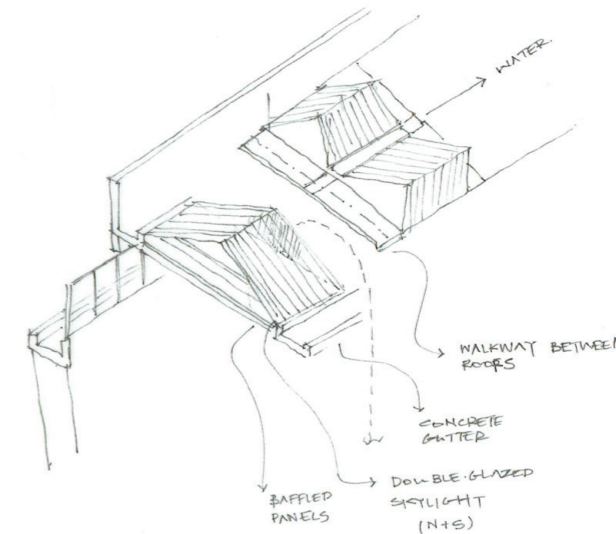 WATER.
WALKWAY BETWEEN
ROOFS
CONCRETE
GUTTER
DOUBLE.GLAZED
SKYLIGHT
(N+S)
BAFFLED
PANELS